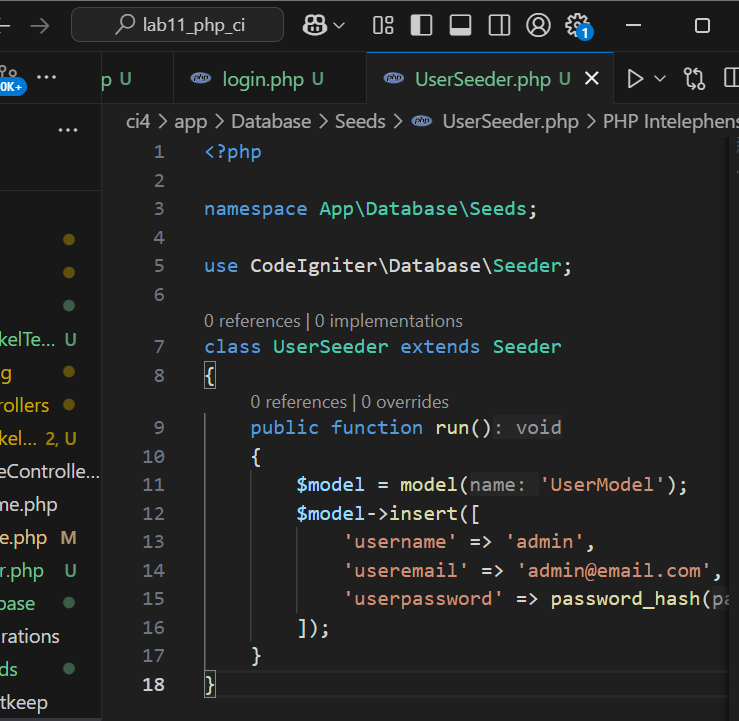 lab11_php_ci
1
p U
login.php U
UserSeeder.php U
0K+
ci4 > app > Database > Seeds > UserSeeder.php > PHP Intelephens
1 <?php
2
3 namespace App\Database\Seeds;
4
5 use CodeIgniter\Database\Seeder;
6
0 references | 0 implementations
7 class UserSeeder extends Seeder
8 {
0 references | 0 overrides
9 public function run(): void
10 {
11 $model = model(name: 'UserModel');
12 $model->insert([
13 'username' => 'admin',
14 'useremail' => 'admin@email.com',
15 'userpassword' => password_hash(pa
16 ]);
17 }
18 }
kelTe... U
g
rollers
kel... 2, U
eControlle...
me.php
e.php M
r.php U
base
rations
ds
tkeep